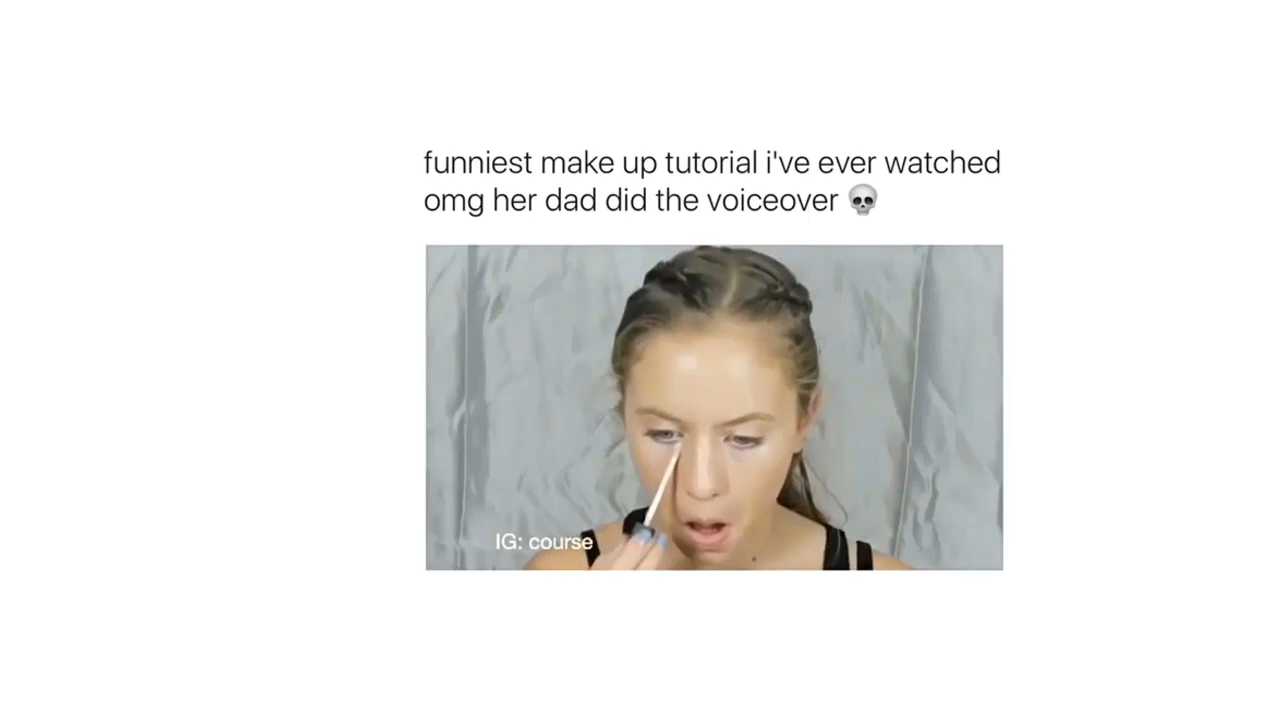 funniest make up tutorial i've ever watched
omg her dad did the voiceover 💀
IG: course